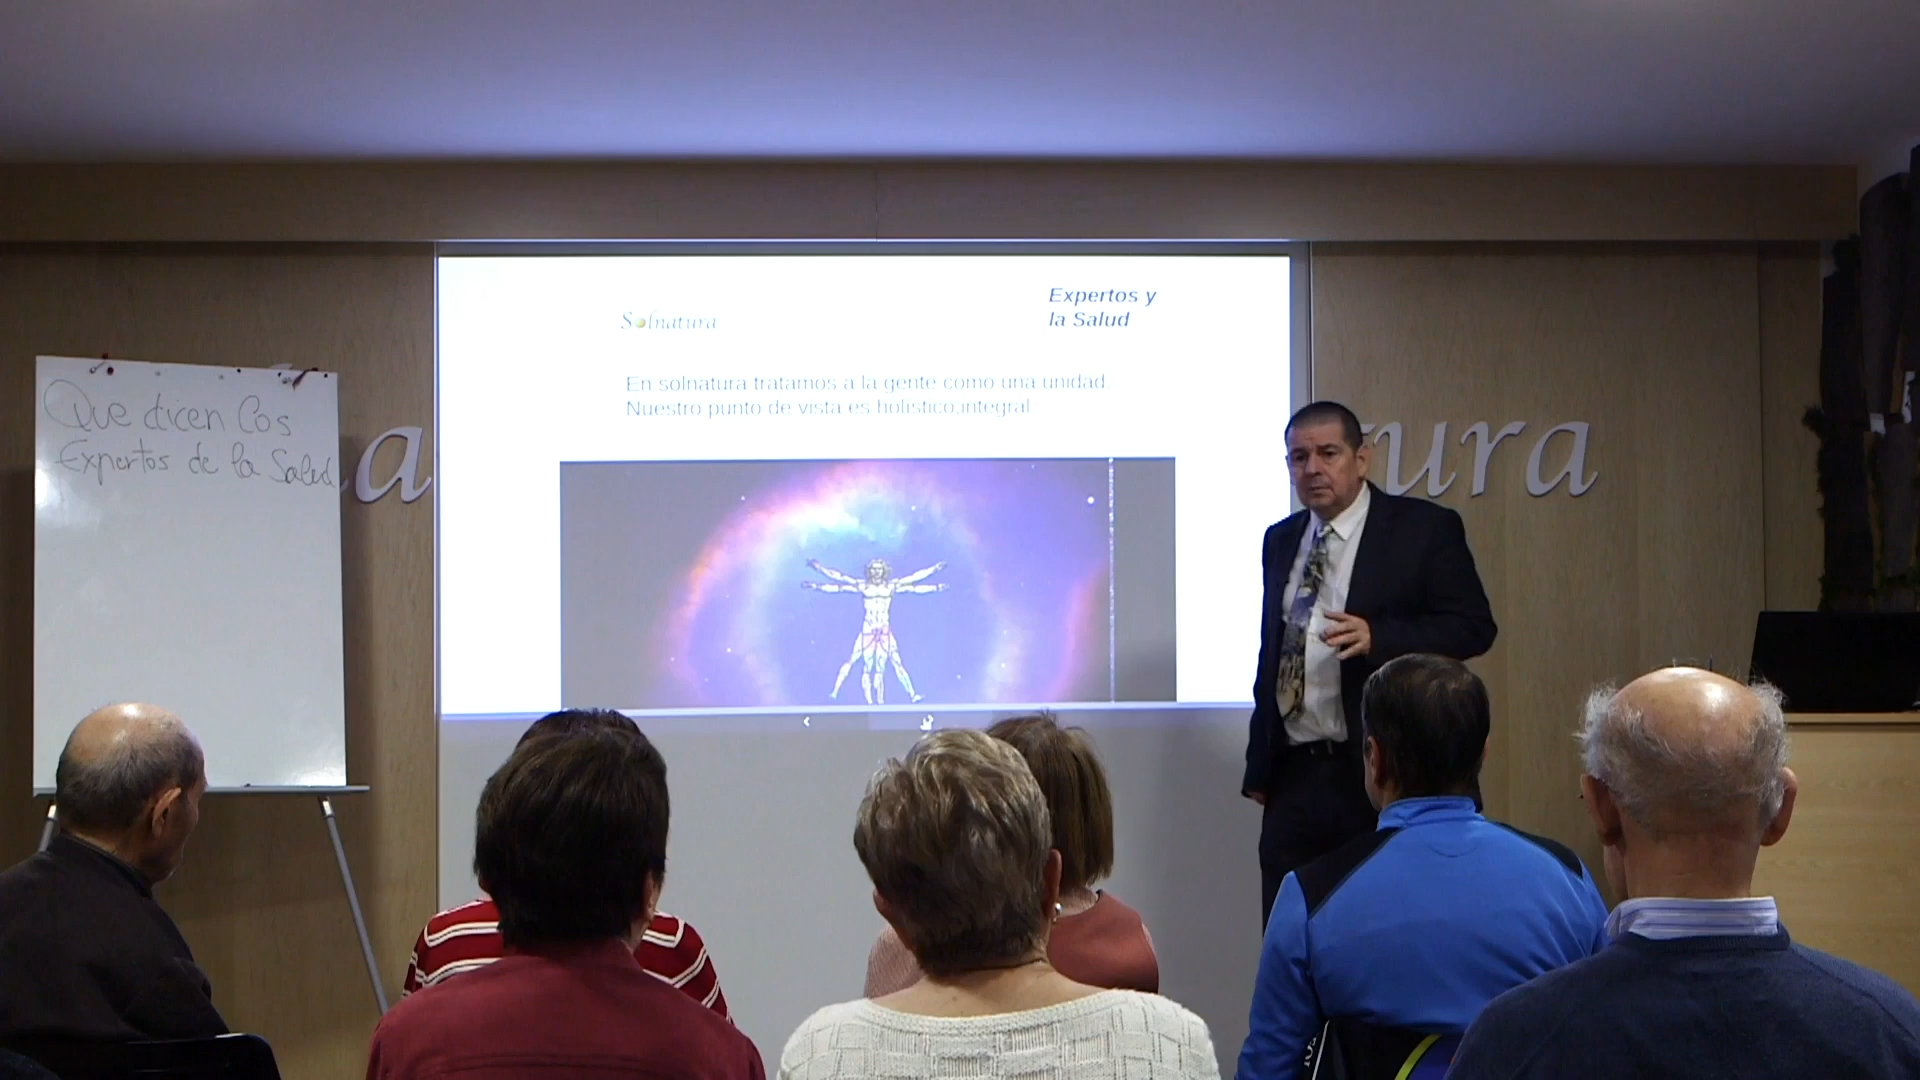 Que dicen Los
Expertos de la Salud
a
Solnatura
Expertos y
la Salud
En solnatura tratamos a la gente como una unidad.
Nuestro punto de vista es holistico,integral
tura